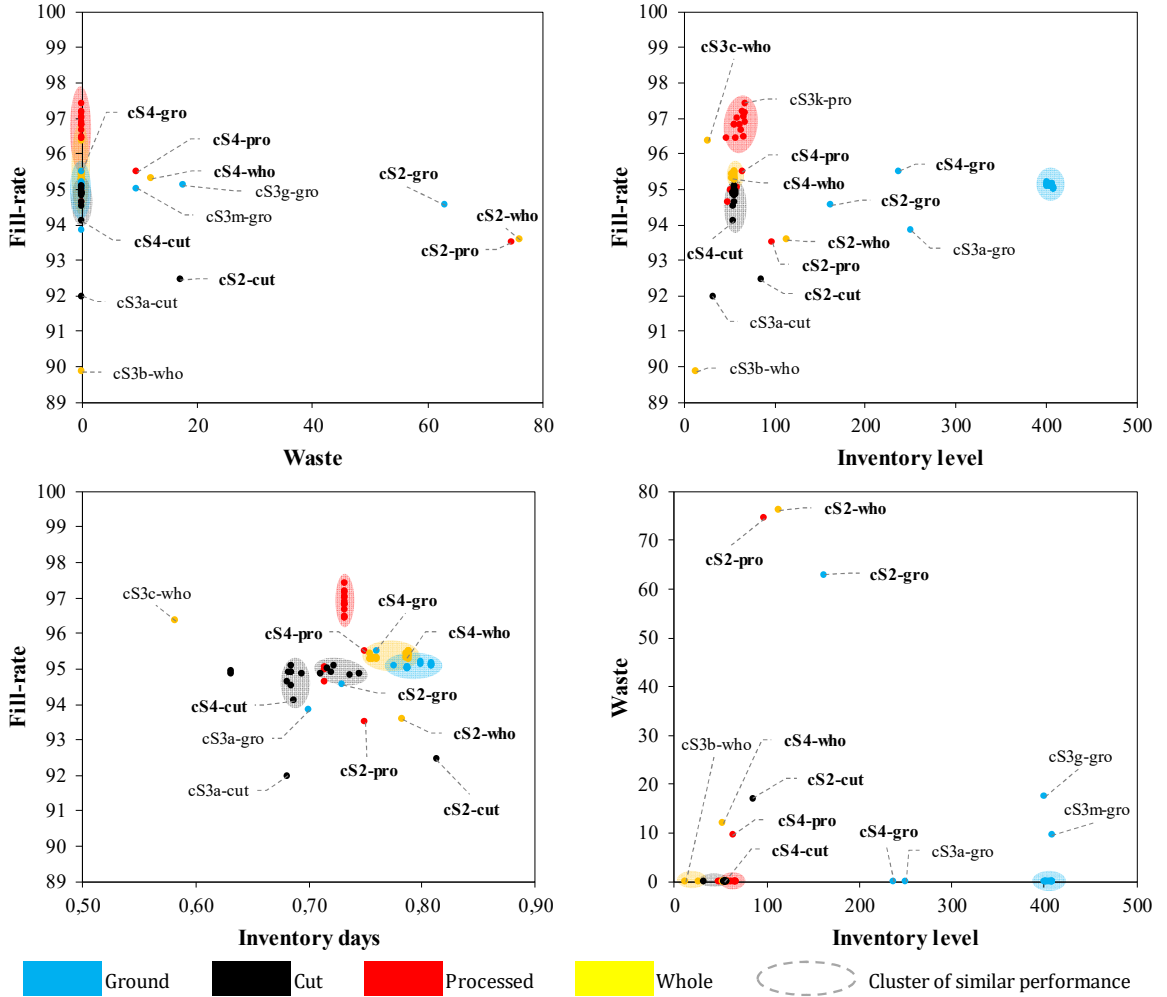 100
99
98
97
96
95
94
93
92
91
90
89
0
20
40
60
80
Fill-rate
Waste
cS4-gro
cS4-pro
cS4-who
cS3g-gro
cS3m-gro
cS2-gro
cS2-who
cS2-pro
cS4-cut
cS2-cut
cS3a-cut
cS3b-who
100
99
98
97
96
95
94
93
92
91
90
89
0
100
200
300
400
500
Fill-rate
Inventory level
cS3c-who
cS3k-pro
cS4-pro
cS4-gro
cS4-who
cS2-gro
cS4-cut
cS2-who
cS3a-gro
cS2-pro
cS2-cut
cS3a-cut
cS3b-who
100
99
98
97
96
95
94
93
92
91
90
89
0,50
0,60
0,70
0,80
0,90
Fill-rate
Inventory days
cS3c-who
cS4-gro
cS4-pro
cS4-who
cS2-gro
cS4-cut
cS3a-gro
cS2-who
cS2-pro
cS3a-cut
cS2-cut
80
70
60
50
40
30
20
10
0
0
100
200
300
400
500
Waste
Inventory level
cS2-who
cS2-pro
cS2-gro
cS3b-who
cS4-who
cS2-cut
cS3g-gro
cS4-pro
cS3m-gro
cS4-cut
cS4-gro
cS3a-gro
Ground
Cut
Processed
Whole
Cluster of similar performance